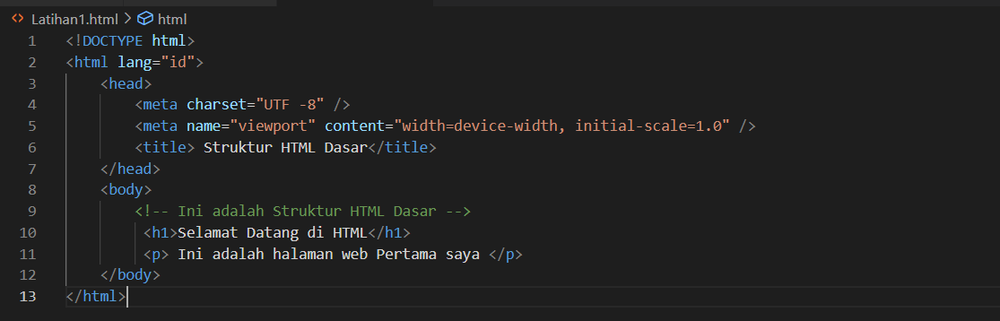 Latihan1.html > html
1 <!DOCTYPE html>
2 <html lang="id">
3 <head>
4 <meta charset="UTF -8" />
5 <meta name="viewport" content="width=device-width, initial-scale=1.0" />
6 <title> Struktur HTML Dasar</title>
7 </head>
8 <body>
9 <!-- Ini adalah Struktur HTML Dasar -->
10 <h1>Selamat Datang di HTML</h1>
11 <p> Ini adalah halaman web Pertama saya </p>
12 </body>
13 </html>